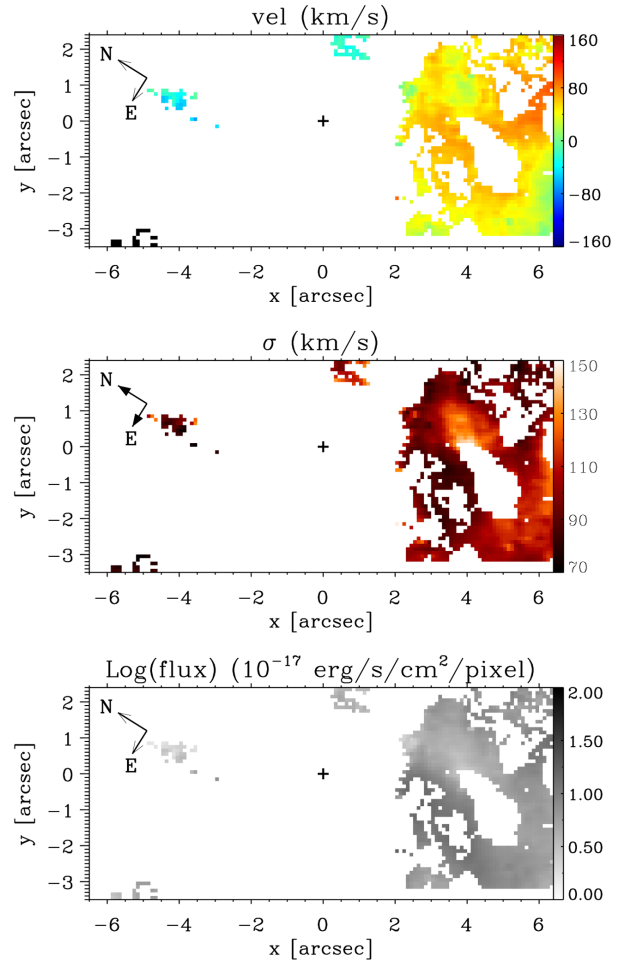 vel (km/s)
2
1
0
−1
−2
−3
y [arcsec]
N
E
−6 −4 −2 0 2 4 6
x [arcsec]
160
80
0
−80
−160
σ (km/s)
2
1
0
−1
−2
−3
y [arcsec]
N
E
−6 −4 −2 0 2 4 6
x [arcsec]
150
130
110
90
70
Log(flux) (10⁻¹⁷ erg/s/cm²/pixel)
2
1
0
−1
−2
−3
y [arcsec]
N
E
−6 −4 −2 0 2 4 6
x [arcsec]
2.00
1.50
1.00
0.50
0.00